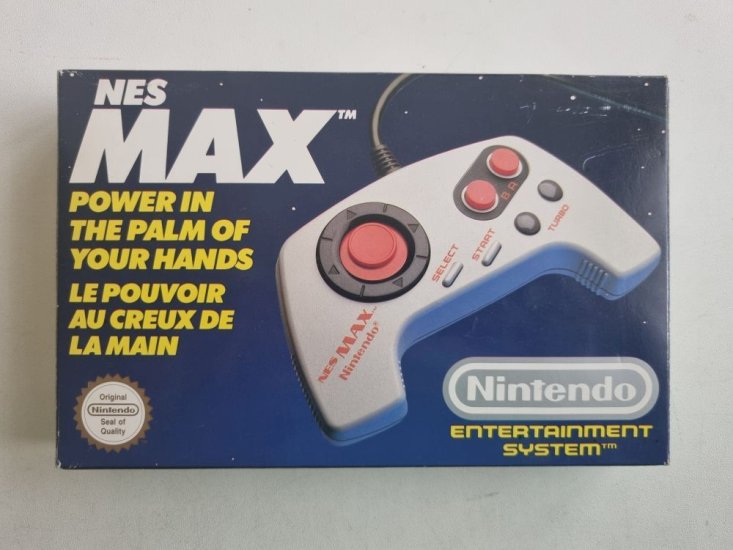 NES
MAX™
POWER IN
THE PALM OF
YOUR HANDS
LE POUVOIR
AU CREUX DE
LA MAIN
Original
Nintendo
Seal of
Quality
SELECT
START
B A
TURBO
NES MAX™
Nintendo®
Nintendo
ENTERTAINMENT
SYSTEM™